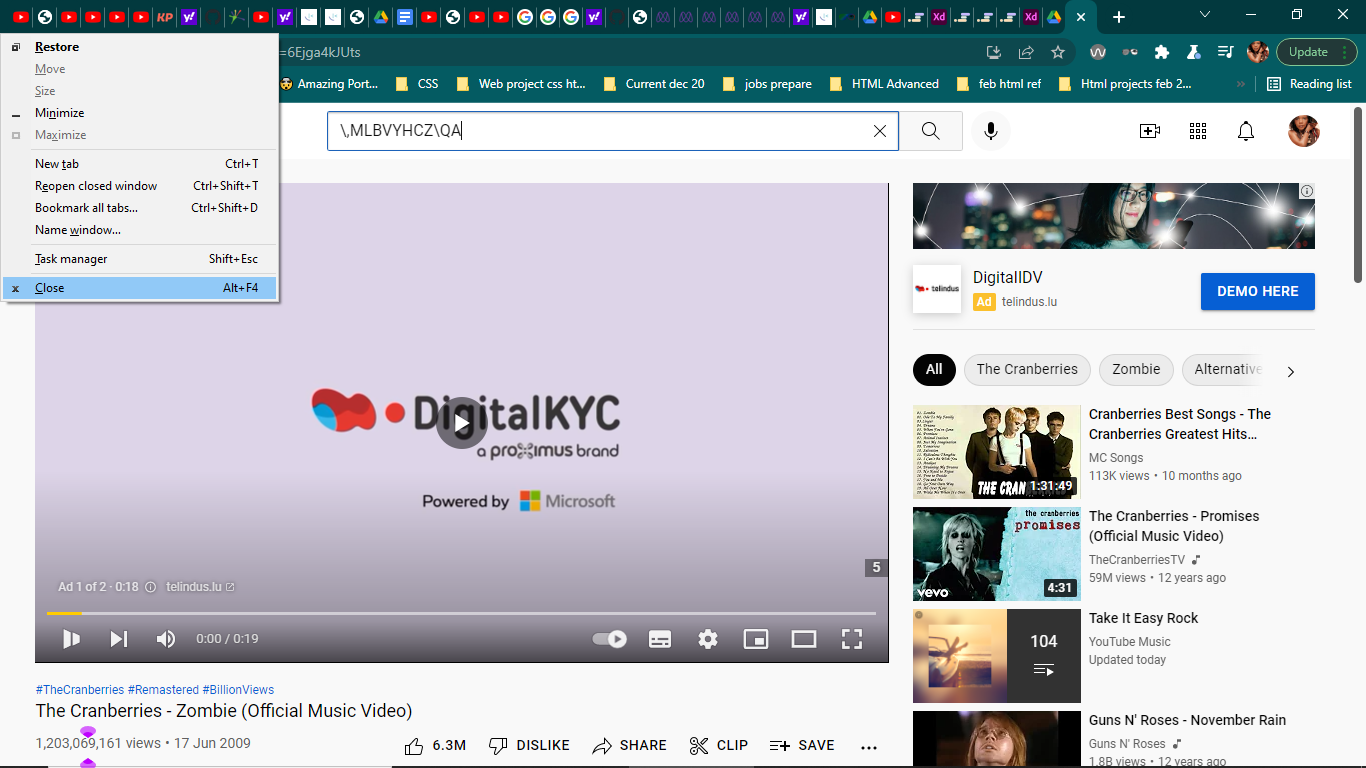 KP
=6Ejga4kJUts
Update
Restore
Move
Size
Minimize
Maximize
New tab Ctrl+T
Reopen closed window Ctrl+Shift+T
Bookmark all tabs... Ctrl+Shift+D
Name window...
Task manager Shift+Esc
Close Alt+F4
Amazing Port...
CSS
Web project css ht...
Current dec 20
jobs prepare
HTML Advanced
feb html ref
Html projects feb 2...
»
Reading list
\,MLBVYHCZ\QA
DigitalKYC
a proximus brand
Powered by Microsoft
5
Ad 1 of 2 · 0:18 telindus.lu
0:00 / 0:19
#TheCranberries #Remastered #BillionViews
The Cranberries - Zombie (Official Music Video)
1,203,069,161 views • 17 Jun 2009
6.3M DISLIKE SHARE CLIP SAVE ...
telindus
DigitalIDV
Ad telindus.lu
DEMO HERE
All The Cranberries Zombie Alternative
THE CRAN
1:31:49
Cranberries Best Songs - The
Cranberries Greatest Hits...
MC Songs
113K views • 10 months ago
the cranberries
promises
vevo
4:31
The Cranberries - Promises
(Official Music Video)
TheCranberriesTV
59M views • 12 years ago
104
Take It Easy Rock
YouTube Music
Updated today
Guns N' Roses - November Rain
Guns N' Roses
1.8B views • 12 years ago